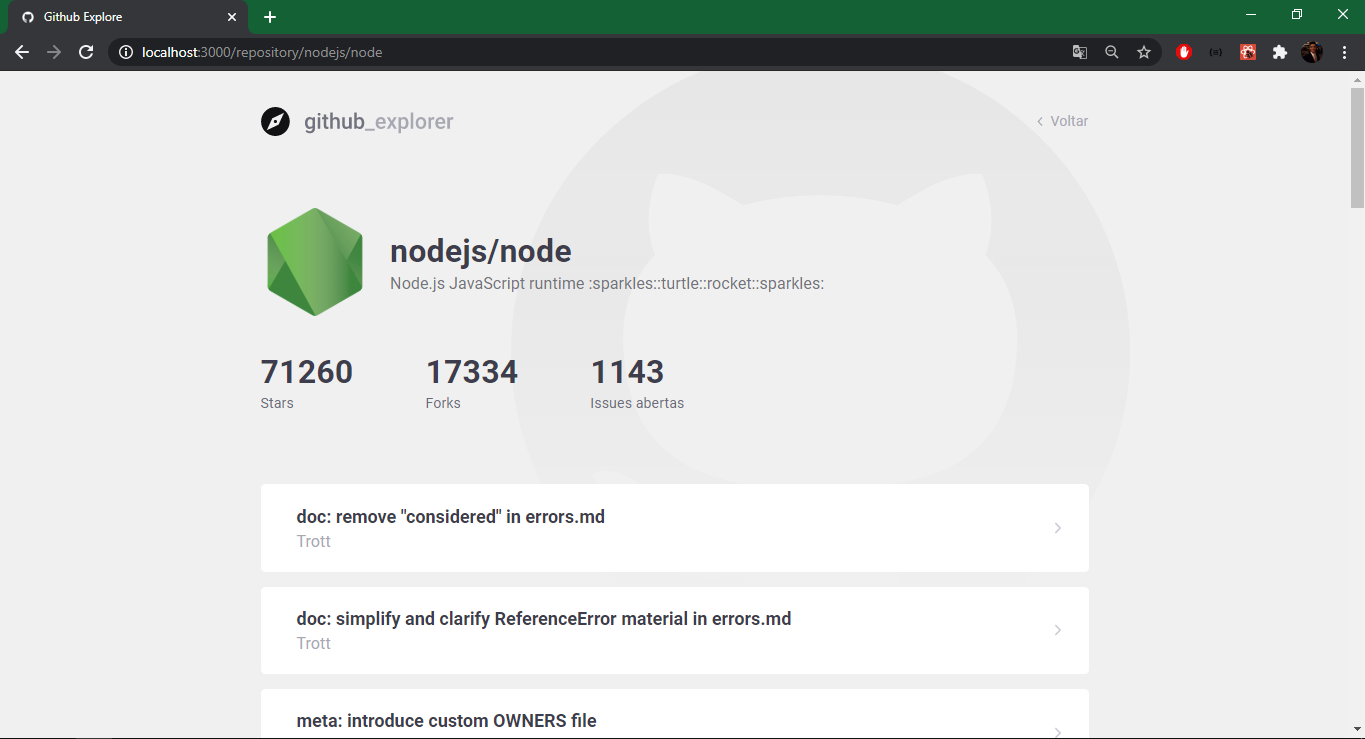 Github Explore
localhost:3000/repository/nodejs/node
github_explorer
Voltar
nodejs/node
Node.js JavaScript runtime :sparkles::turtle::rocket::sparkles:
71260 17334 1143
Stars Forks Issues abertas
doc: remove "considered" in errors.md
Trott
doc: simplify and clarify ReferenceError material in errors.md
Trott
meta: introduce custom OWNERS file